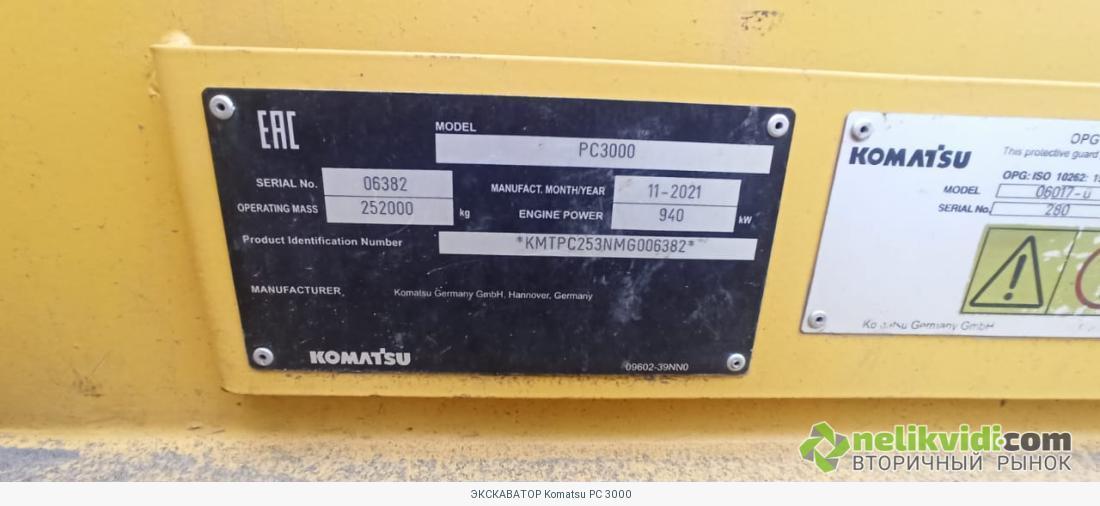 EAC
MODEL
PC3000
SERIAL No. 06382
MANUFACT. MONTH/YEAR 11-2021
OPERATING MASS 252000 kg
ENGINE POWER 940 kW
Product Identification Number *KMTPC253NMG006382*
MANUFACTURER Komatsu Germany GmbH, Hannover, Germany
KOMATSU
09602-39NN0
OPG
KOMATSU
This protective guard
OPG: ISO 10262:
MODEL 06017-u
SERIAL No. 280
Komatsu Germany GmbH
nelikvidi.com
ВТОРИЧНЫЙ РЫНОК
ЭКСКАВАТОР Komatsu PC 3000